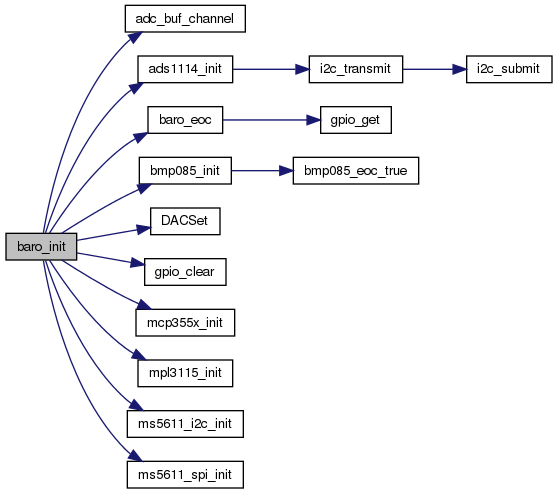 adc_buf_channel
ads1114_init
i2c_transmit
i2c_submit
baro_eoc
gpio_get
bmp085_init
bmp085_eoc_true
DACSet
baro_init
gpio_clear
mcp355x_init
mpl3115_init
ms5611_i2c_init
ms5611_spi_init